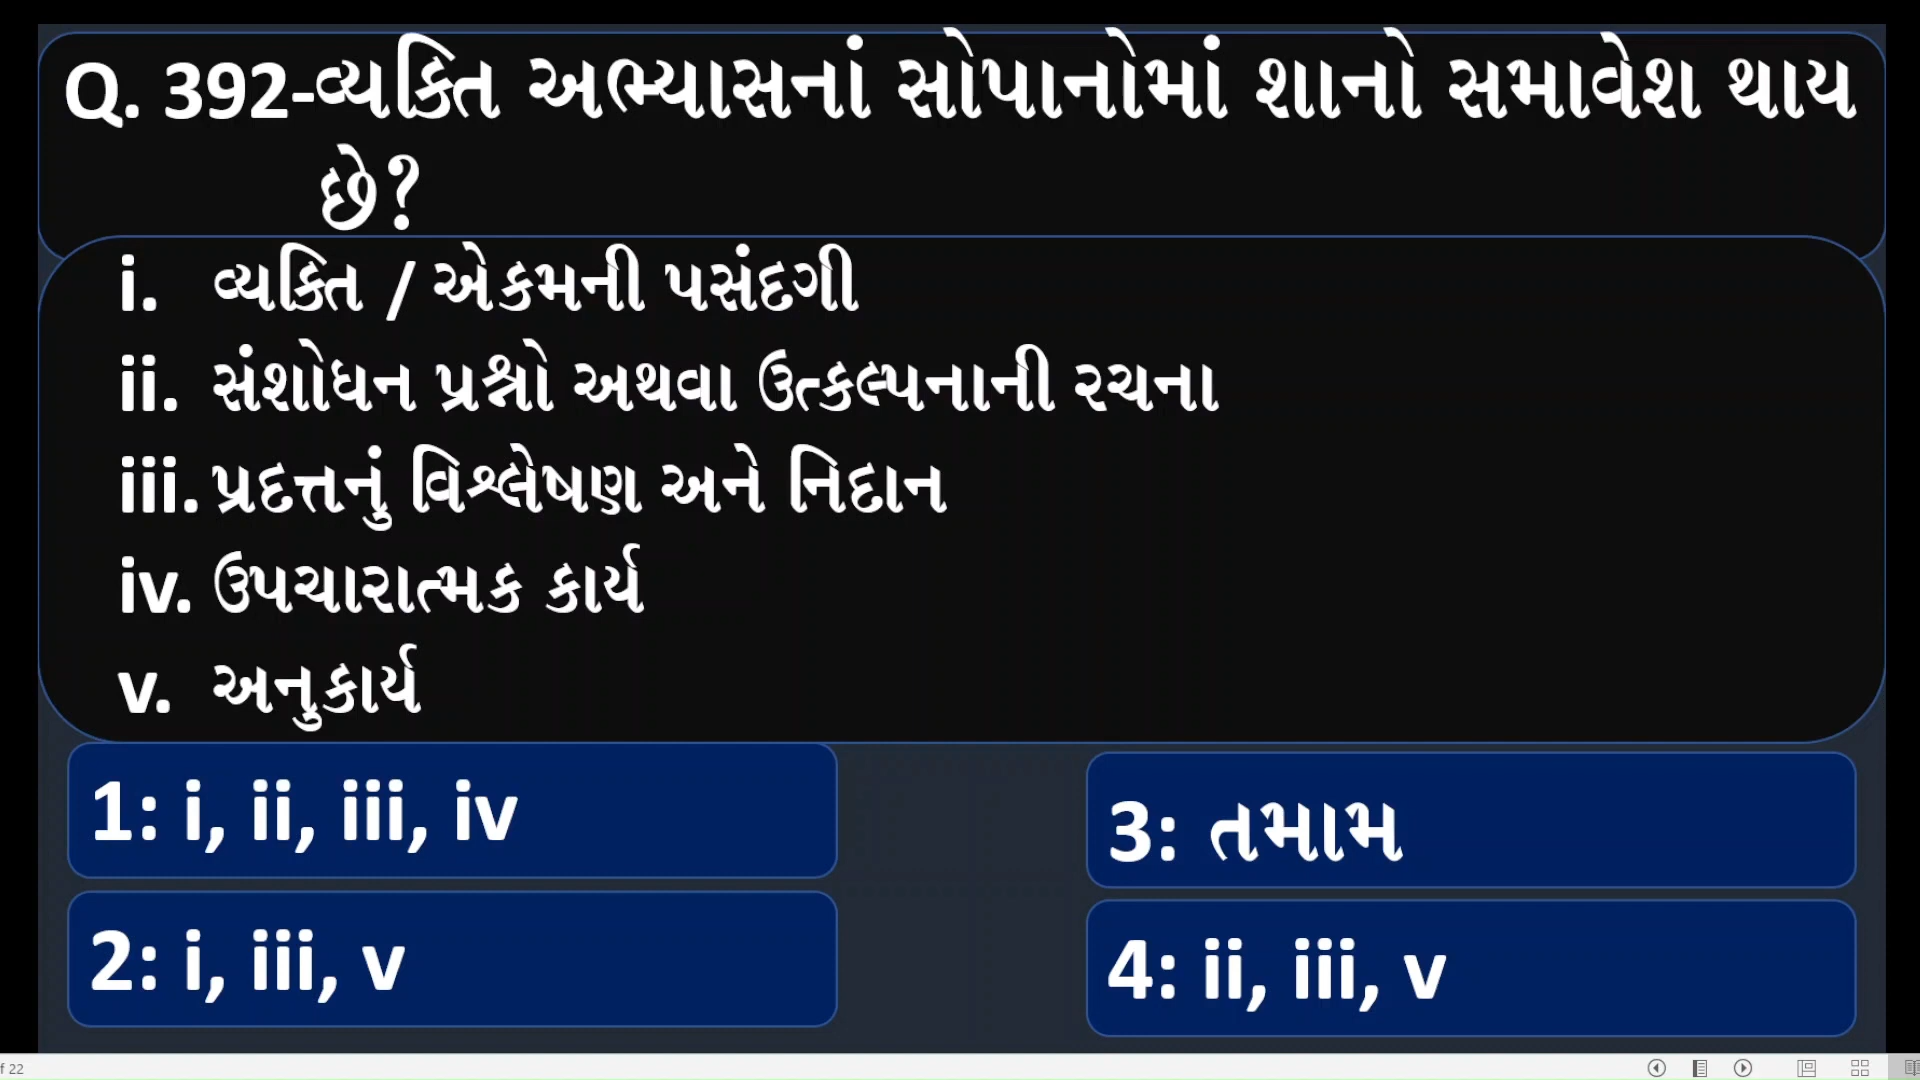 Q. 392-વ્યક્તિ અભ્યાસનાં સોપાનોમાં શાનો સમાવેશ થાય
છે?
i. વ્યક્તિ / એકમની પસંદગી
ii. સંશોધન પ્રશ્નો અથવા ઉત્કલ્પનાની રચના
iii. પ્રદત્તનું વિશ્લેષણ અને નિદાન
iv. ઉપચારાત્મક કાર્ય
v. અનુકાર્ય
1: i, ii, iii, iv
3: તમામ
2: i, iii, v
4: ii, iii, v
f 22